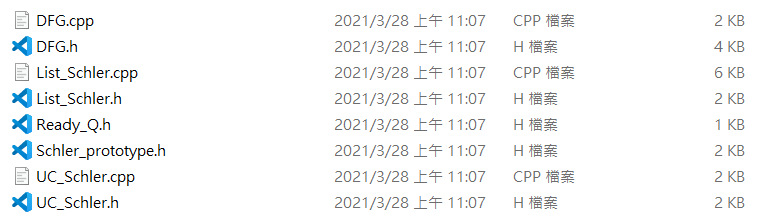 DFG.cpp 2021/3/28 上午 11:07 CPP 檔案 2 KB
DFG.h 2021/3/28 上午 11:07 H 檔案 4 KB
List_Schler.cpp 2021/3/28 上午 11:07 CPP 檔案 6 KB
List_Schler.h 2021/3/28 上午 11:07 H 檔案 2 KB
Ready_Q.h 2021/3/28 上午 11:07 H 檔案 1 KB
Schler_prototype.h 2021/3/28 上午 11:07 H 檔案 2 KB
UC_Schler.cpp 2021/3/28 上午 11:07 CPP 檔案 2 KB
UC_Schler.h 2021/3/28 上午 11:07 H 檔案 2 KB